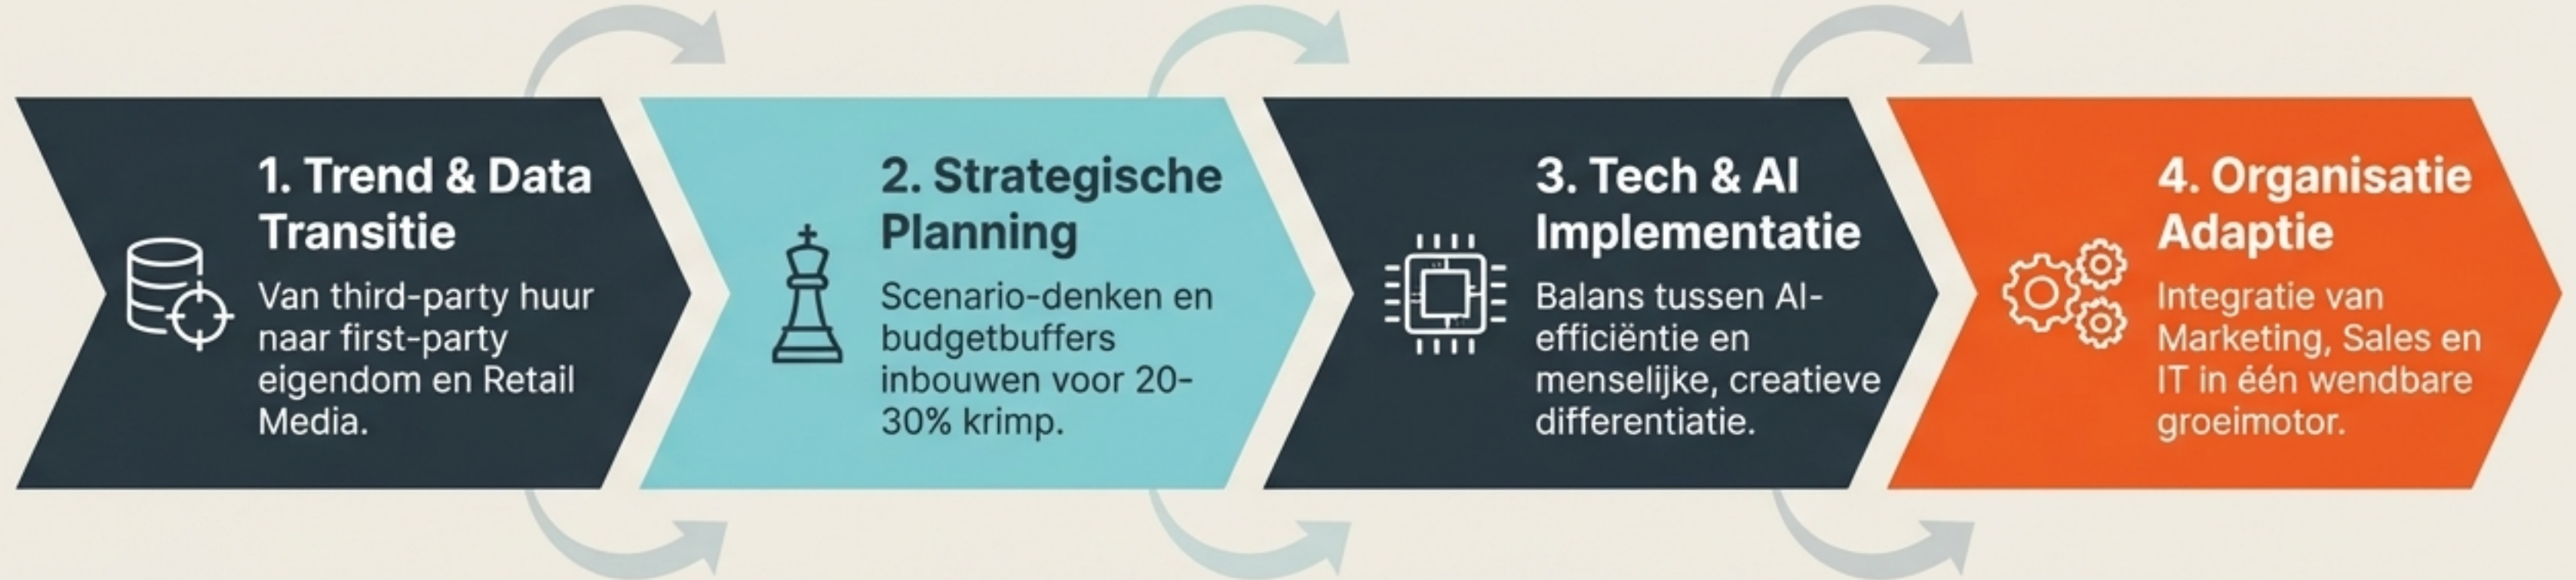 1. Trend & Data
Transitie
Van third-party huur
naar first-party
eigendom en Retail
Media.
2. Strategische
Planning
Scenario-denken en
budgetbuffers
inbouwen voor 20-
30% krimp.
3. Tech & AI
Implementatie
Balans tussen AI-
efficiëntie en
menselijke, creatieve
differentiatie.
4. Organisatie
Adaptie
Integratie van
Marketing, Sales en
IT in één wendbare
groeimotor.